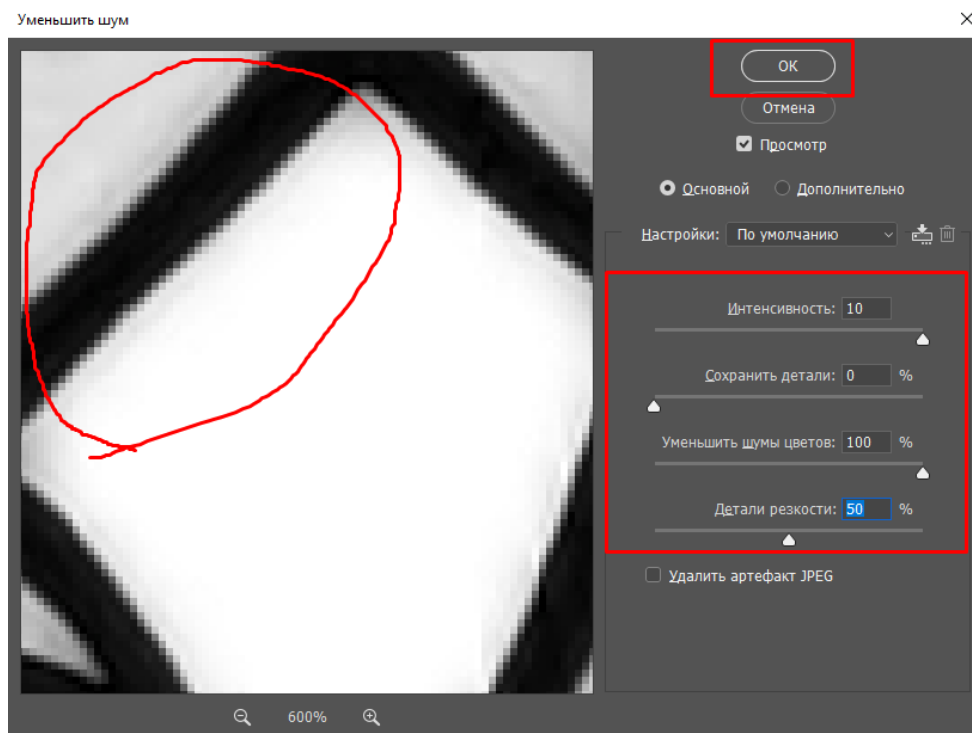 Уменьшить шум
ОК
Отмена
Просмотр
Основной Дополнительно
Настройки: По умолчанию
Интенсивность: 10
Сохранить детали: 0 %
Уменьшить шумы цветов: 100 %
Детали резкости: 50 %
Удалить артефакт JPEG
600%